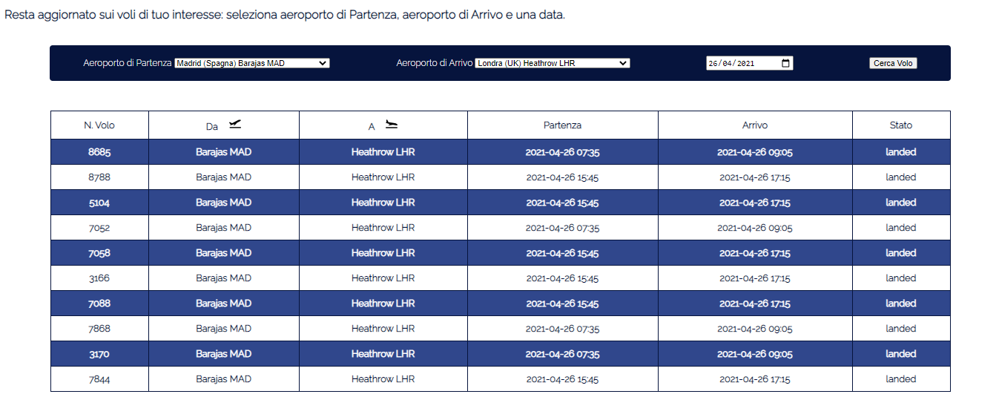 Resta aggiornato sui voli di tuo interesse: seleziona aeroporto di Partenza, aeroporto di Arrivo e una data.
Aeroporto di Partenza Madrid (Spagna) Barajas MAD Aeroporto di Arrivo Londra (UK) Heathrow LHR 26/04/2021 Cerca Volo
N. Volo Da A Partenza Arrivo Stato
8685 Barajas MAD Heathrow LHR 2021-04-26 07:35 2021-04-26 09:05 landed
8788 Barajas MAD Heathrow LHR 2021-04-26 15:45 2021-04-26 17:15 landed
5104 Barajas MAD Heathrow LHR 2021-04-26 15:45 2021-04-26 17:15 landed
7052 Barajas MAD Heathrow LHR 2021-04-26 07:35 2021-04-26 09:05 landed
7058 Barajas MAD Heathrow LHR 2021-04-26 15:45 2021-04-26 17:15 landed
3166 Barajas MAD Heathrow LHR 2021-04-26 15:45 2021-04-26 17:15 landed
7088 Barajas MAD Heathrow LHR 2021-04-26 15:45 2021-04-26 17:15 landed
7868 Barajas MAD Heathrow LHR 2021-04-26 07:35 2021-04-26 09:05 landed
3170 Barajas MAD Heathrow LHR 2021-04-26 07:35 2021-04-26 09:05 landed
7844 Barajas MAD Heathrow LHR 2021-04-26 15:45 2021-04-26 17:15 landed